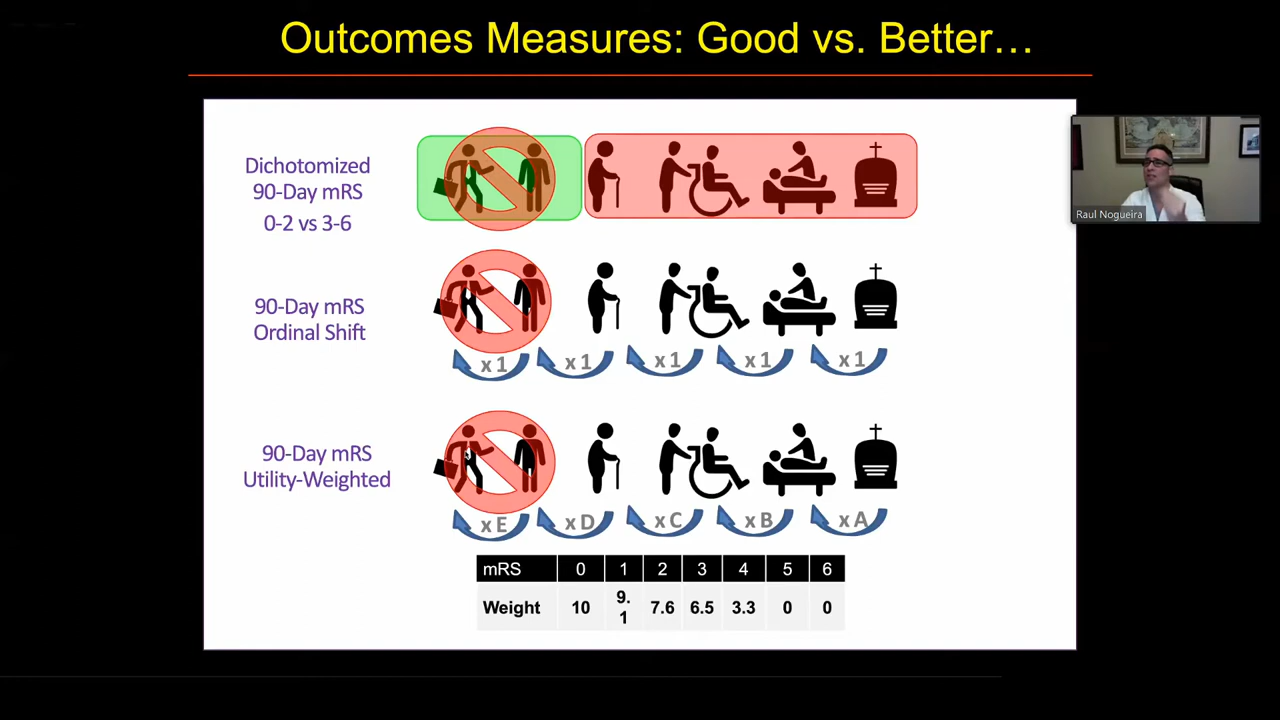 Outcomes Measures: Good vs. Better…
Dichotomized
90-Day mRS
0-2 vs 3-6
Raul Nogueira
90-Day mRS
Ordinal Shift
x 1 x 1 x 1 x 1 x 1
90-Day mRS
Utility-Weighted
x E x D x C x B x A
mRS 0 1 2 3 4 5 6
Weight 10 9.1 7.6 6.5 3.3 0 0